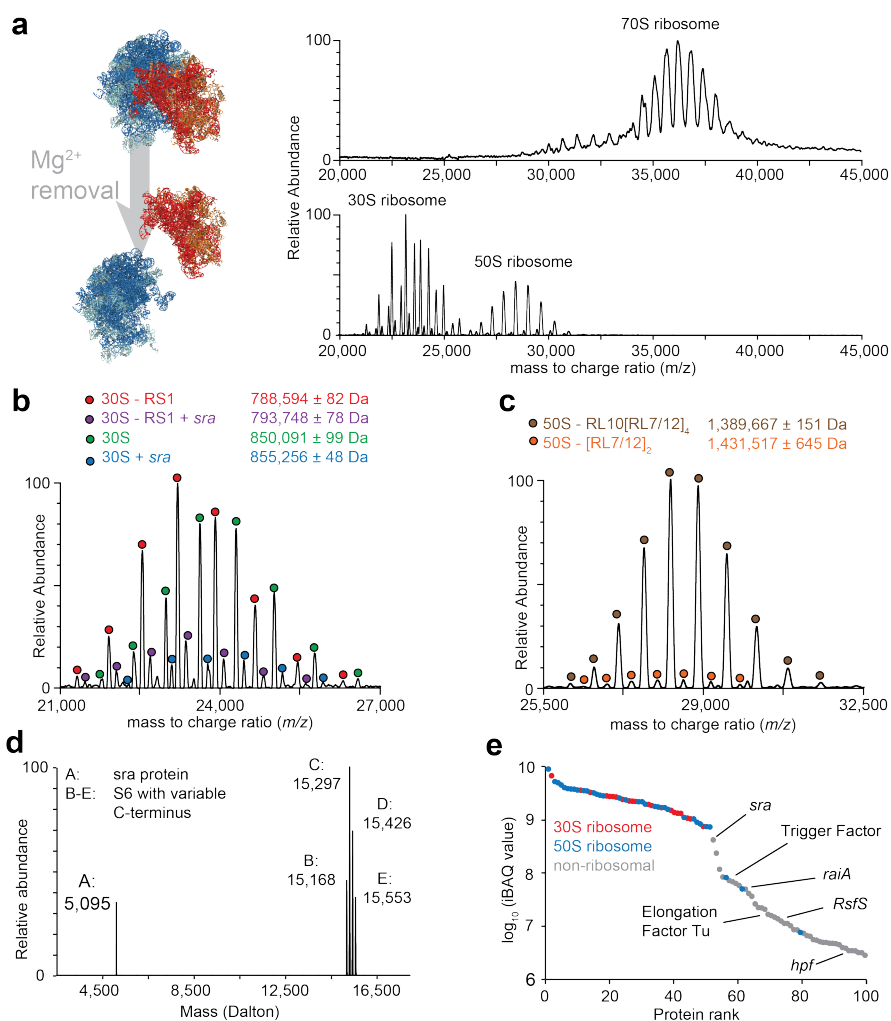 a
Mg2+
removal
70S ribosome
100
0
20,000 25,000 30,000 35,000 40,000 45,000
Relative Abundance
30S ribosome
100
50S ribosome
0
20,000 25,000 30,000 35,000 40,000 45,000
mass to charge ratio (m/z)
b
30S - RS1 788,594 ± 82 Da
30S - RS1 + sra 793,748 ± 78 Da
30S 850,091 ± 99 Da
30S + sra 855,256 ± 48 Da
100
Relative Abundance
0
21,000 24,000 27,000
mass to charge ratio (m/z)
c
50S - RL10[RL7/12]4 1,389,667 ± 151 Da
50S - [RL7/12]2 1,431,517 ± 645 Da
100
Relative Abundance
0
25,500 29,000 32,500
mass to charge ratio (m/z)
d
100
A: sra protein
B-E: S6 with variable
C-terminus
C:
15,297
D:
15,426
B:
15,168
A:
5,095
E:
15,553
Relative abundance
0
4,500 8,500 12,500 16,500
Mass (Dalton)
e
10
9
8
7
6
log10 (iBAQ value)
sra
30S ribosome
50S ribosome
non-ribosomal
Trigger Factor
raiA
RsfS
Elongation
Factor Tu
hpf
0 20 40 60 80 100
Protein rank